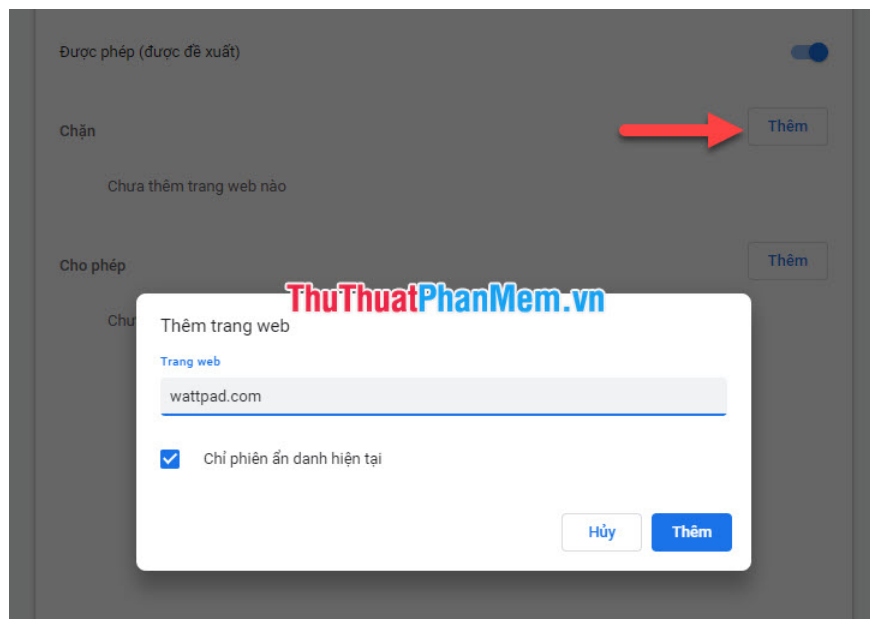 Được phép (được đề xuất)
Chặn
Thêm
Chưa thêm trang web nào
Cho phép
Thêm
ThuThuatPhanMem.vn
Chư
Thêm trang web
Trang web
wattpad.com
Chỉ phiên ẩn danh hiện tại
Hủy
Thêm